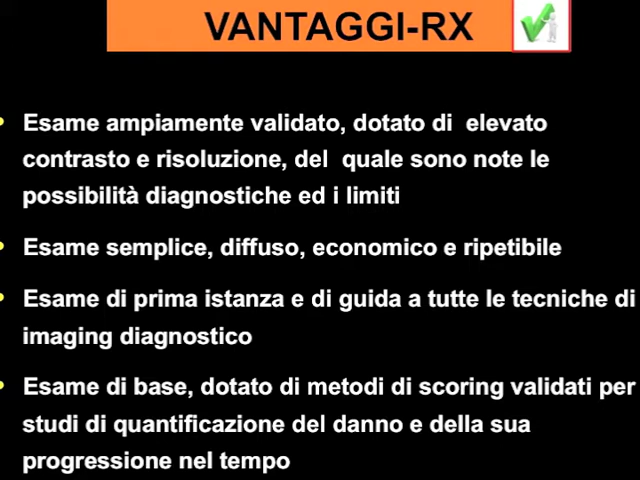 VANTAGGI-RX
• Esame ampiamente validato, dotato di elevato
contrasto e risoluzione, del quale sono note le
possibilità diagnostiche ed i limiti
• Esame semplice, diffuso, economico e ripetibile
• Esame di prima istanza e di guida a tutte le tecniche di
imaging diagnostico
• Esame di base, dotato di metodi di scoring validati per
studi di quantificazione del danno e della sua
progressione nel tempo